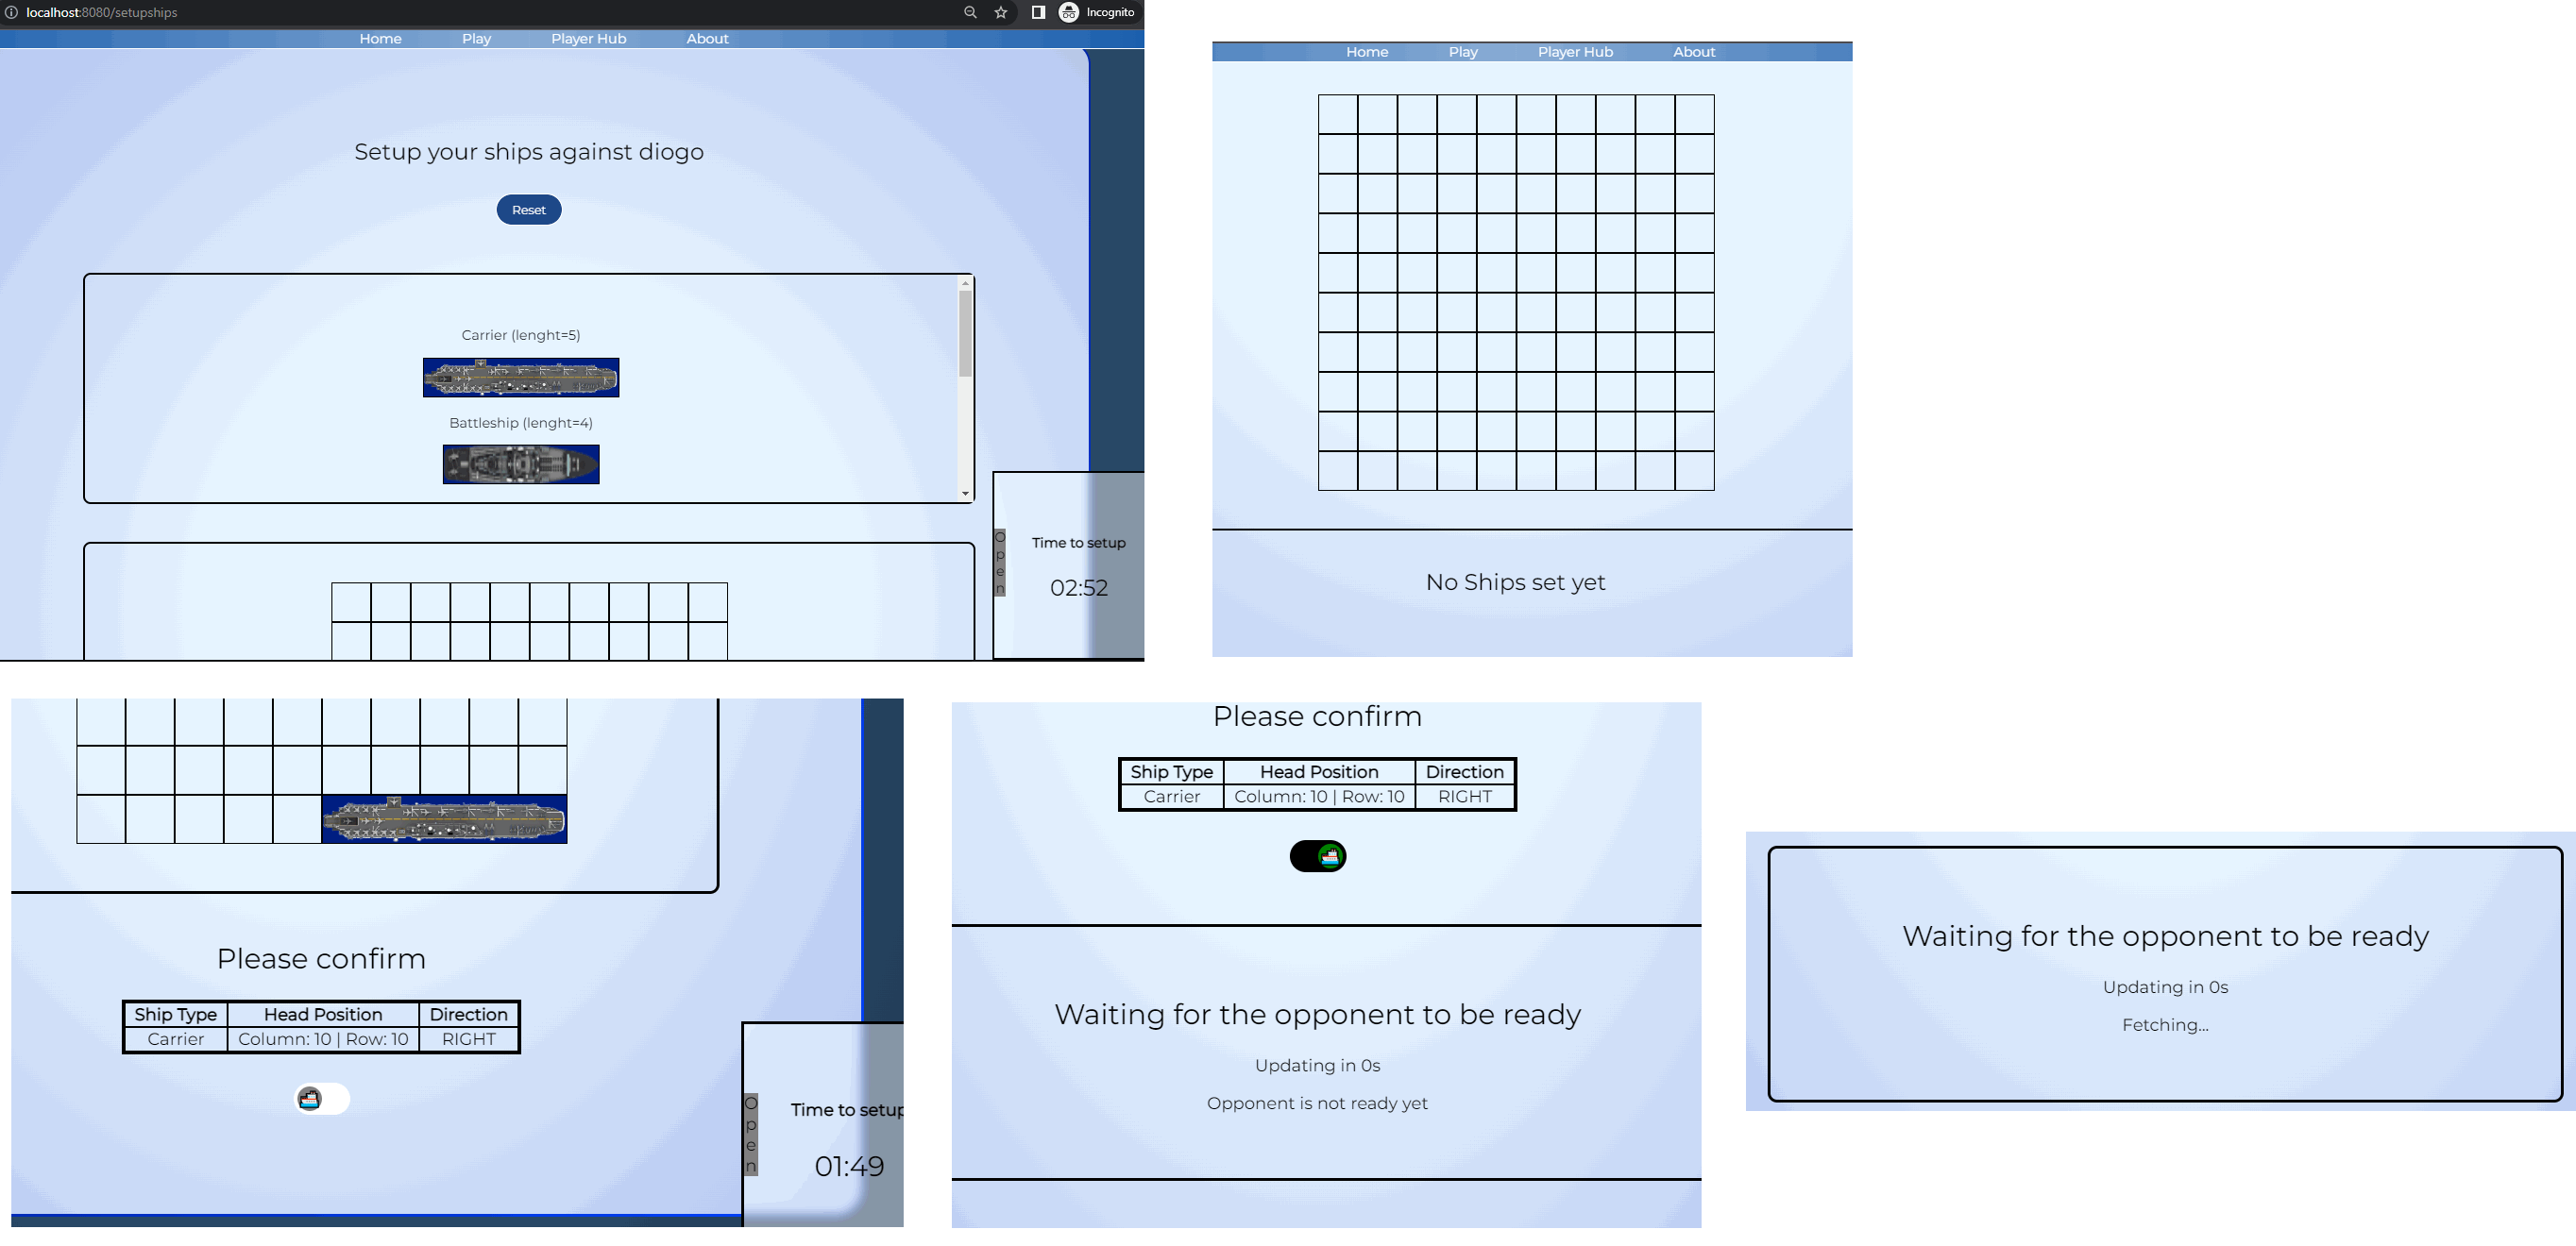 localhost:8080/setupships
Incognito
Home Play Player Hub About
Setup your ships against diogo
Reset
Carrier (lenght=5)
Battleship (lenght=4)
Open
Time to setup
02:52
Home Play Player Hub About
No Ships set yet
Please confirm
Ship Type Head Position Direction
Carrier Column: 10 | Row: 10 RIGHT
Open
Time to setup
01:49
Please confirm
Ship Type Head Position Direction
Carrier Column: 10 | Row: 10 RIGHT
Waiting for the opponent to be ready
Updating in 0s
Opponent is not ready yet
Waiting for the opponent to be ready
Updating in 0s
Fetching...